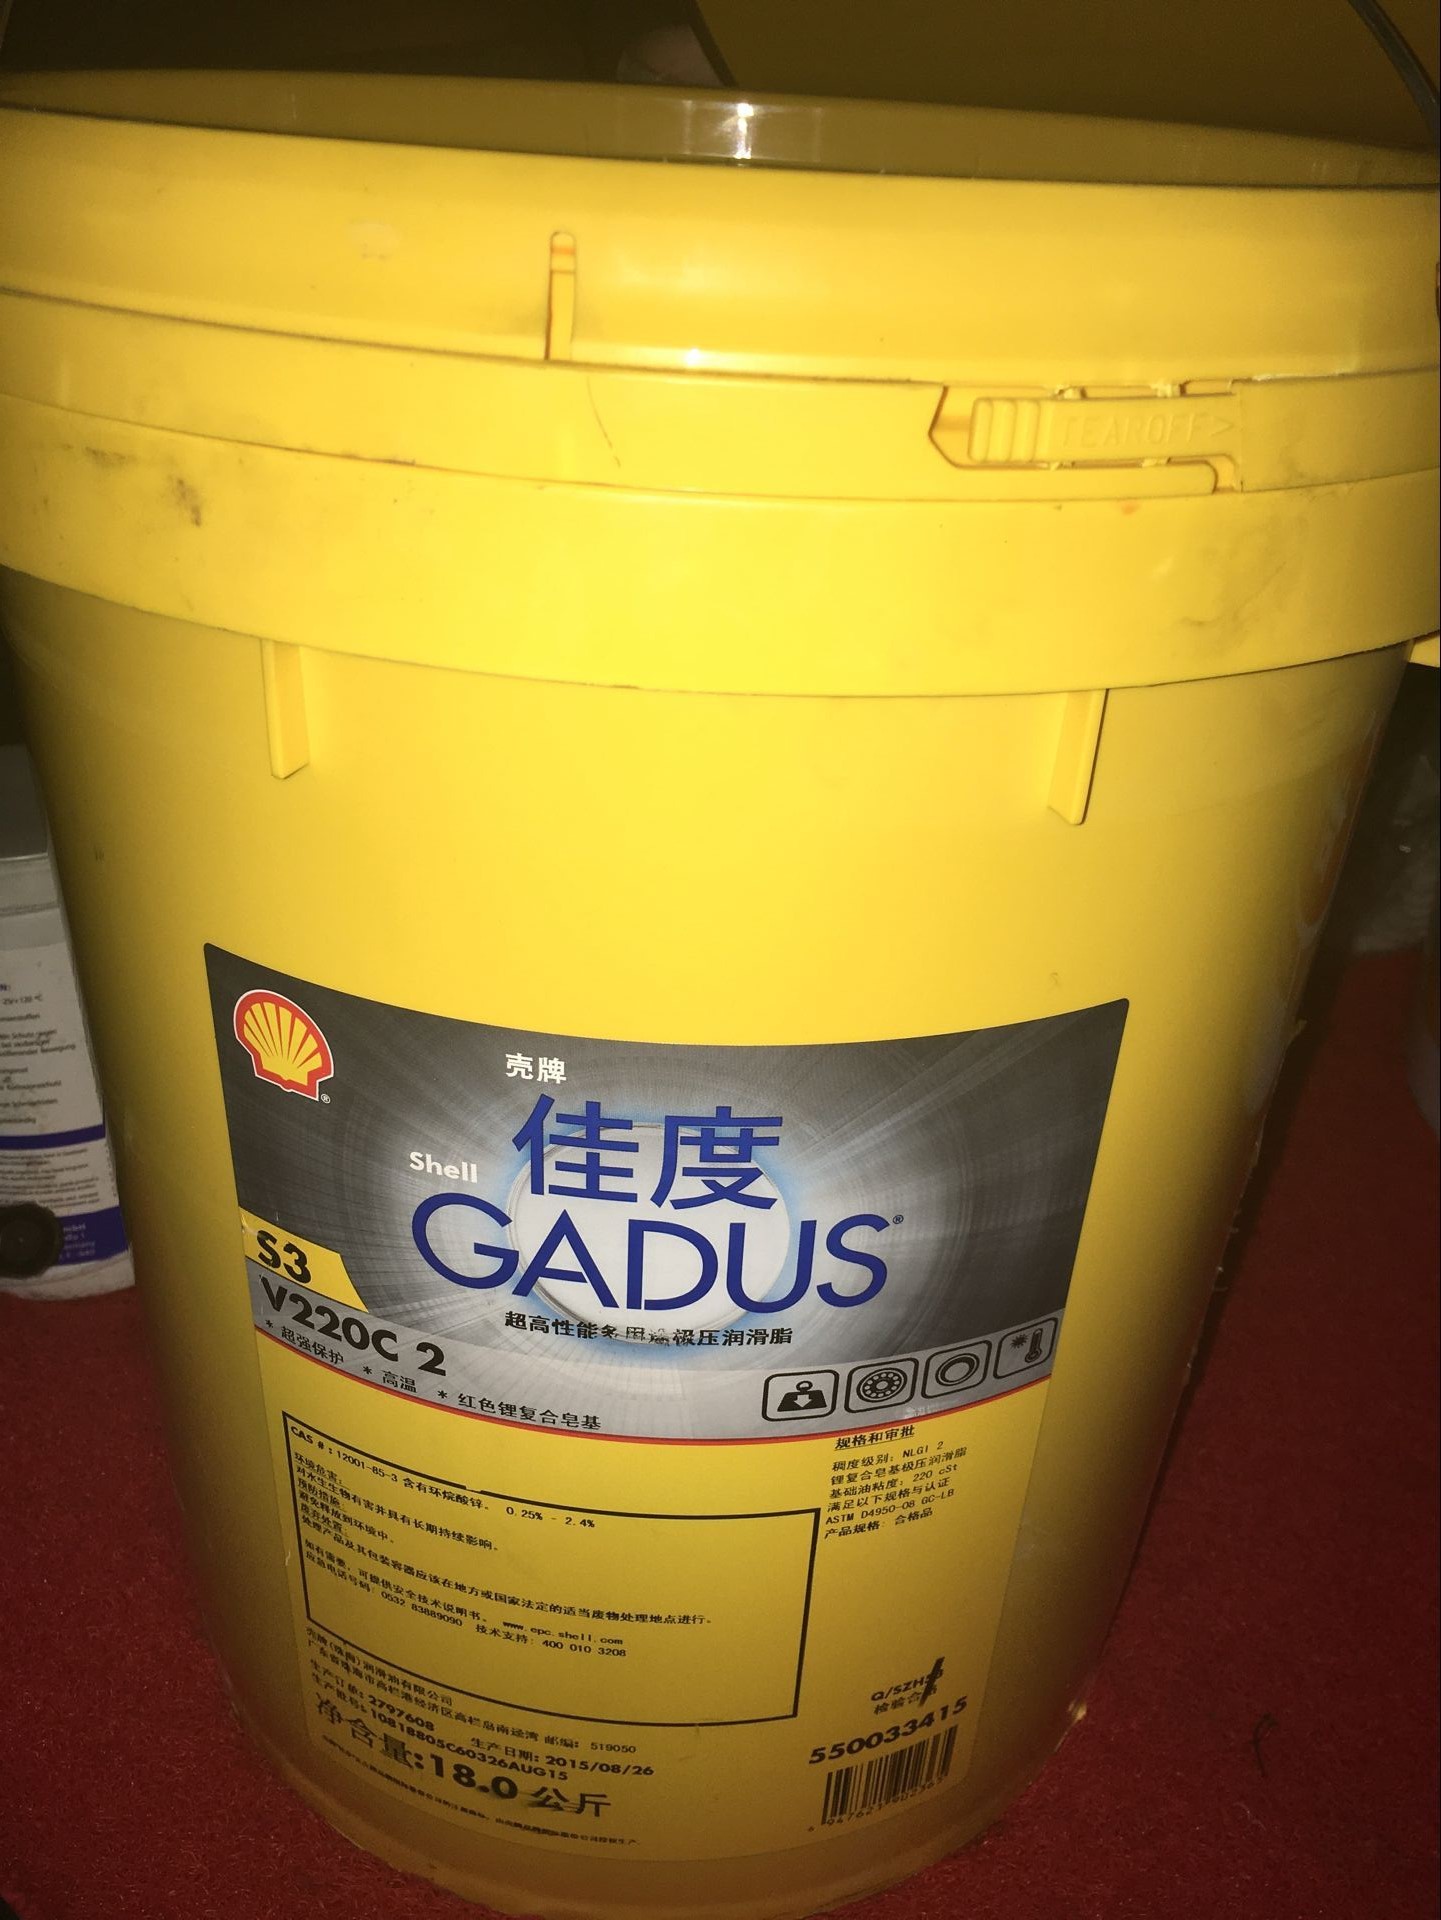 TEAR OFF >
壳牌
佳度
Shell
GADUS®
S3
V220C 2
超高性能多用途极压润滑脂
* 超强保护 * 高温 * 红色锂复合皂基
CAS #：12001-85-3 含有环烷酸锌。 0.25% - 2.4%
环境危害：
对水生生物有害并具有长期持续影响。
预防措施：
避免释放到环境中。
废弃处置：
处理产品及其包装容器应该在地方或国家法定的适当废物处理地点进行。
如有需要，可提供安全技术说明书。 www.epc.shell.com
应急电话号码：0532 83889090 技术支持：400 010 3208
规格和审批
稠度级别：NLGI 2
锂复合皂基极压润滑脂
基础油粘度：220 cSt
满足以下规格与认证
ASTM D4950-08 GC-LB
产品规格：合格品
壳牌(珠海)润滑油有限公司
广东省珠海市高栏港经济区高栏岛南迳湾 邮编：519050
生产订单：2797608 生产日期：2015/08/26
生产批号：10818805C60326AUG15
净含量：18.0 公斤
Q/SZH
检验合格
550033415